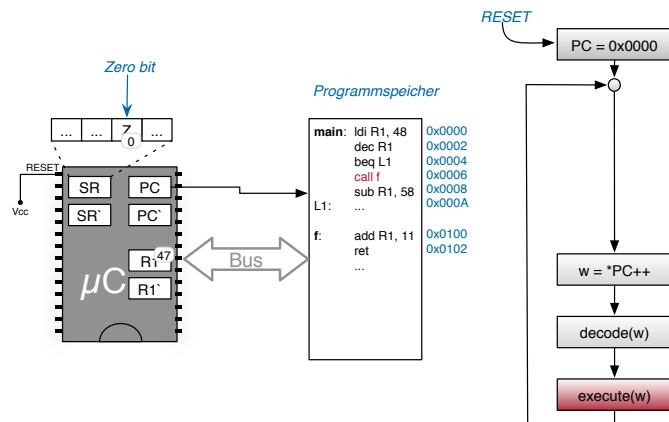 RESET
PC = 0x0000
Zero bit
Programmspeicher
... ... Z ...
0
main: ldi R1, 48 0x0000
dec R1 0x0002
beq L1 0x0004
call f 0x0006
sub R1, 58 0x0008
L1: ... 0x000A
f: add R1, 11 0x0100
ret 0x0102
...
RESET
Vcc
SR PC
SR` PC`
R1 47
R1`
µC
Bus
w = *PC++
decode(w)
execute(w)